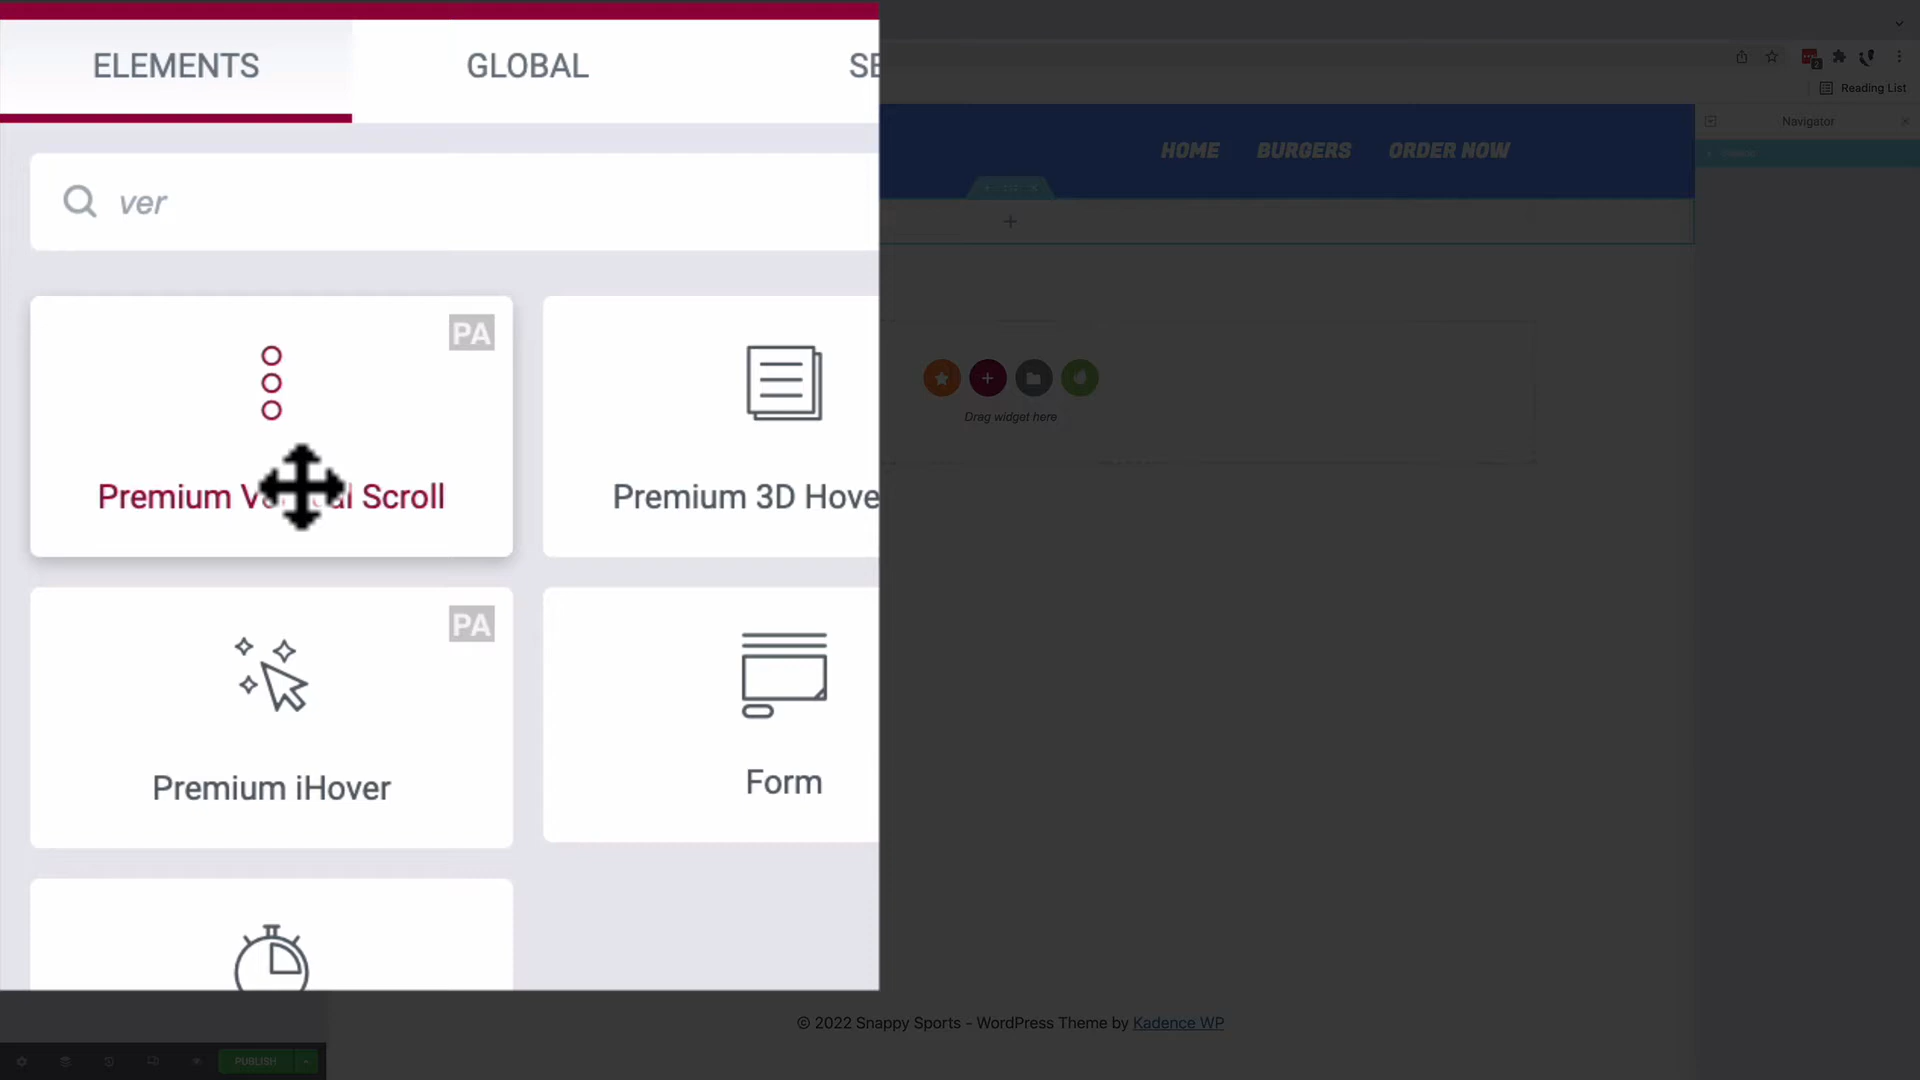 ELEMENTS
GLOBAL
ver
PA
Premium Scroll
Premium 3D Hove
PA
Premium iHover
Form
Reading List
Navigator
HOME
BURGERS
ORDER NOW
Drag widget here
© 2022 Snappy Sports - WordPress Theme by Kadence WP
PUBLISH